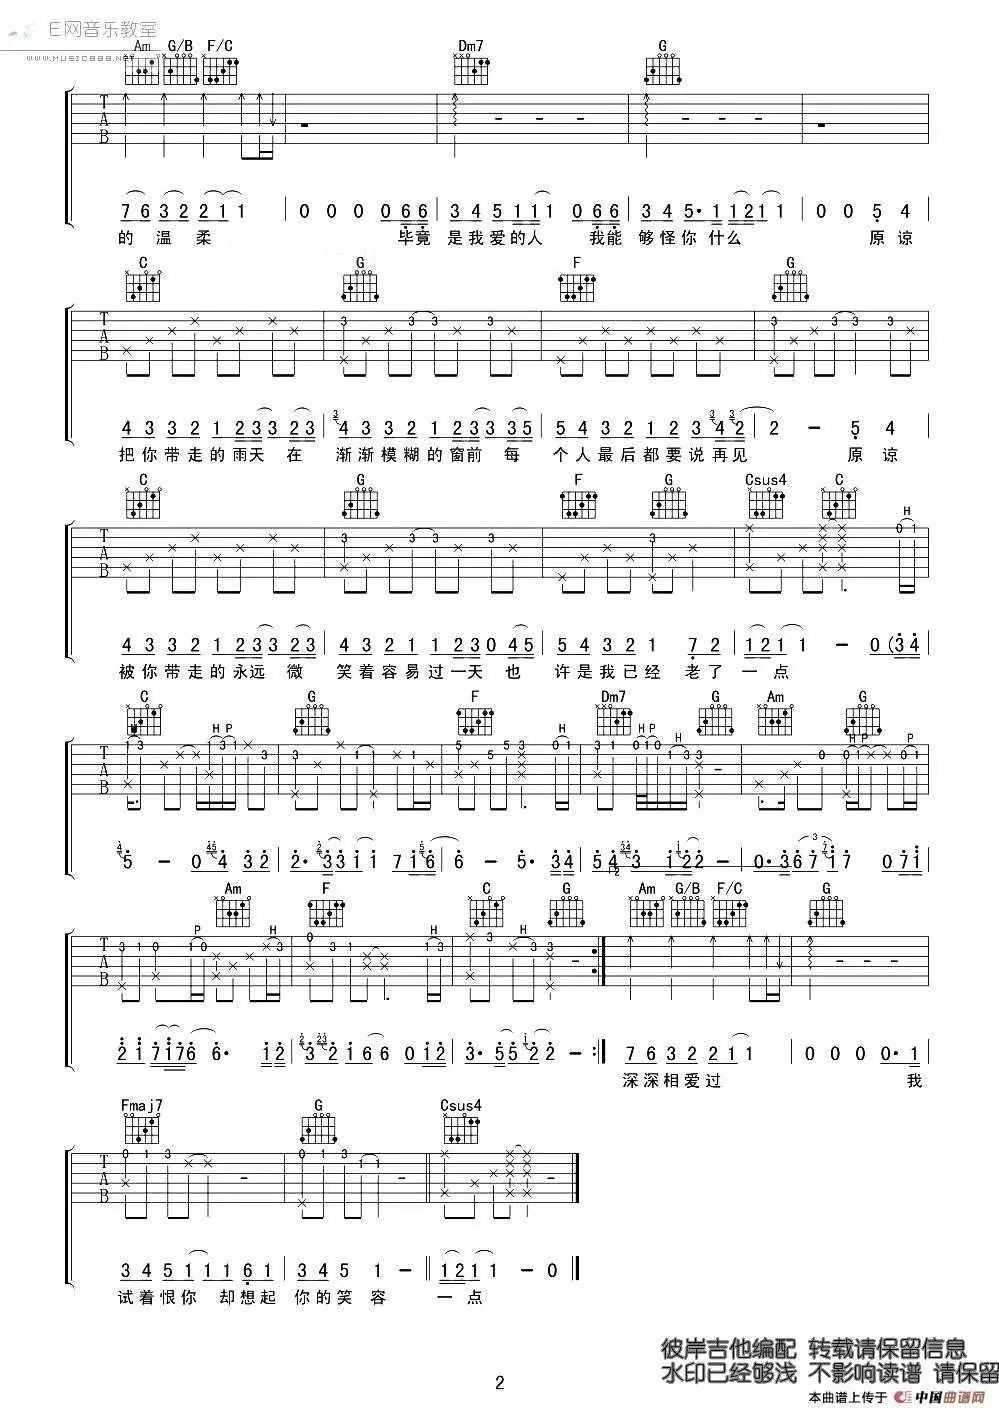 E网音乐教室
WWW.MUSIC888.NET
Am G/B F/C Dm7 G
7 6 3 2 2 1 1 | 0 0 0 0 6 6 | 3 4 5 1 1 1 0 6 6 | 3 4 5· 1 1 2 1 1 | 0 0 5 4
的 温 柔 毕竟 是我爱的人 我能 够怪你什么 原谅
C G F G
4 3 3 2 1 2 3 3 2 3 | 4 3 3 2 1 2 3 3 3 5 | 5 4 3 2 1 2 3 4 2 | 2 — 5 4
把你带走的雨天 在 渐渐模糊的窗前 每 个人最后都要说再见 原谅
C G F G Csus4 C
4 3 3 2 1 2 3 3 2 3 | 4 3 2 1 1 2 3 0 4 5 | 5 4 3 2 1 7 2 | 1 2 1 1 — 0 (3 4
被你带走的永远 微 笑着容易过一天也 许是我已经 老了 一点
C G F Dm7 G Am G
5 — 0 4 3 2 | 2· 3 3 1 1 7 1 6 | 6 — 5· 3 4 | 5 4 3 1 2 2 — | 0· 3 6 7 1 7 0 7 1
Am F C G Am G/B F/C G
2 1 7 1 7 6 6· 1 2 | 3 2 1 6 6 0 1 2 | 3· 5 5 2 2 — :| 7 6 3 2 2 1 1 | 0 0 0 0· 1
深深相爱过 我
Fmaj7 G Csus4
3 4 5 1 1 1 6 1 | 3 4 5 1 — || 1 2 1 1 — 0
试着恨你 却想起 你的笑容 一点
彼岸吉他编配 转载请保留信息
水印已经够浅 不影响读谱 请保留
本曲谱上传于 中国曲谱网
2